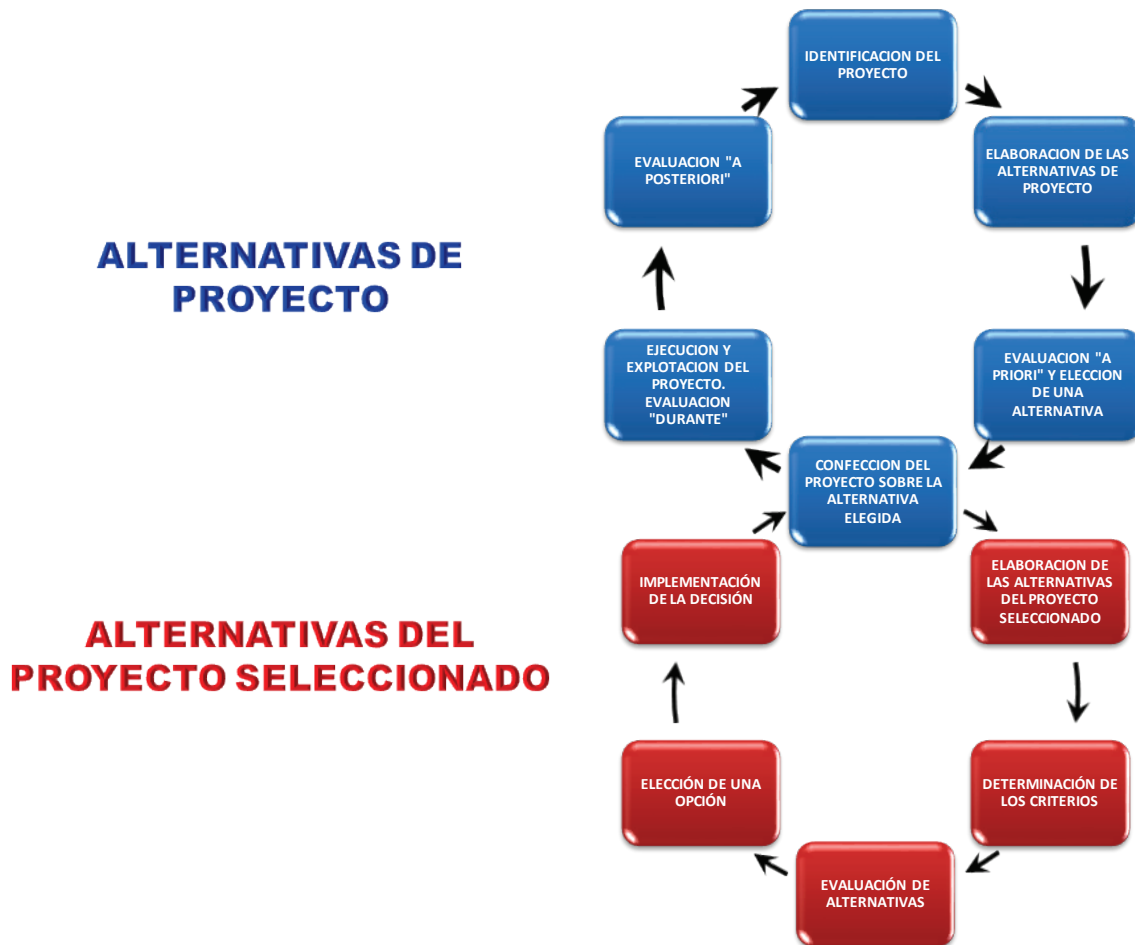 IDENTIFICACION DEL
PROYECTO
EVALUACION "A
POSTERIORI"
ELABORACION DE LAS
ALTERNATIVAS DE
PROYECTO
ALTERNATIVAS DE
PROYECTO
EJECUCION Y
EXPLOTACION DEL
PROYECTO.
EVALUACION
"DURANTE"
EVALUACION "A
PRIORI" Y ELECCION
DE UNA
ALTERNATIVA
CONFECCION DEL
PROYECTO SOBRE LA
ALTERNATIVA
ELEGIDA
IMPLEMENTACIÓN
DE LA DECISIÓN
ELABORACION DE
LAS ALTERNATIVAS
DEL PROYECTO
SELECCIONADO
ALTERNATIVAS DEL
PROYECTO SELECCIONADO
ELECCIÓN DE UNA
OPCIÓN
DETERMINACIÓN DE
LOS CRITERIOS
EVALUACIÓN DE
ALTERNATIVAS